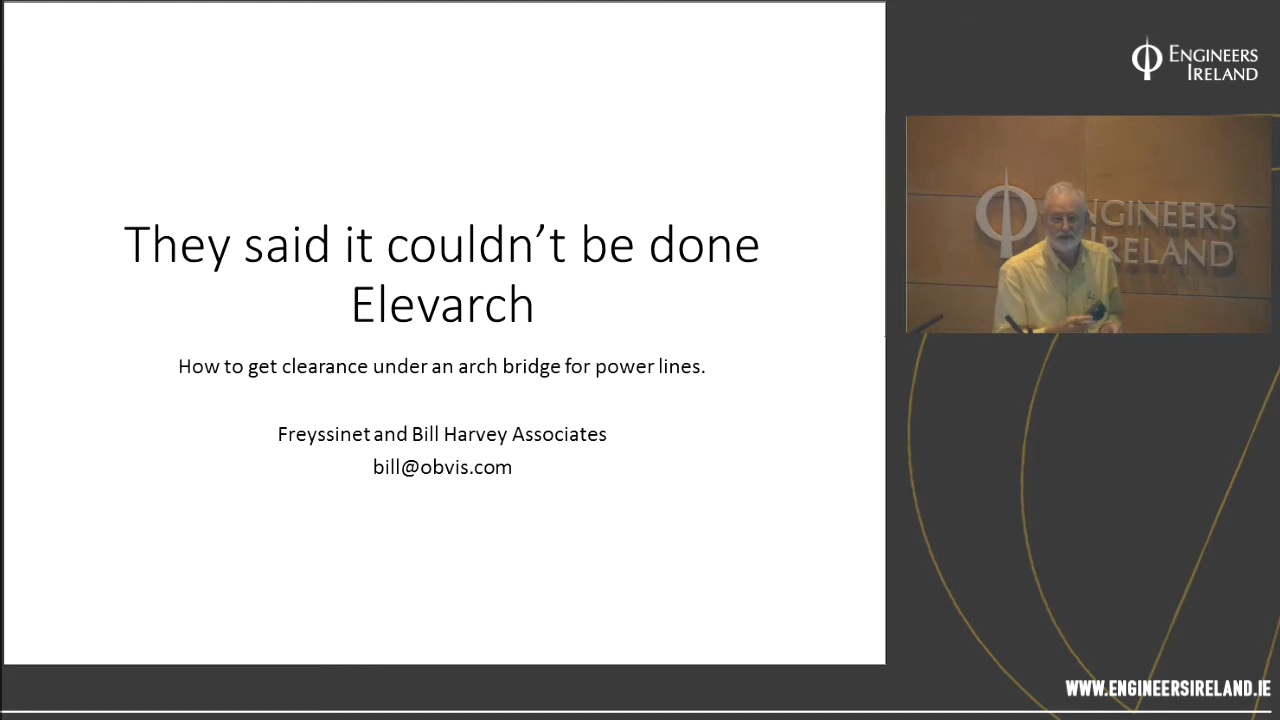 They said it couldn’t be done
Elevarch
How to get clearance under an arch bridge for power lines.
Freyssinet and Bill Harvey Associates
bill@obvis.com
ENGINEERS
IRELAND
ENGINEERS
IRELAND
WWW.ENGINEERSIRELAND.IE